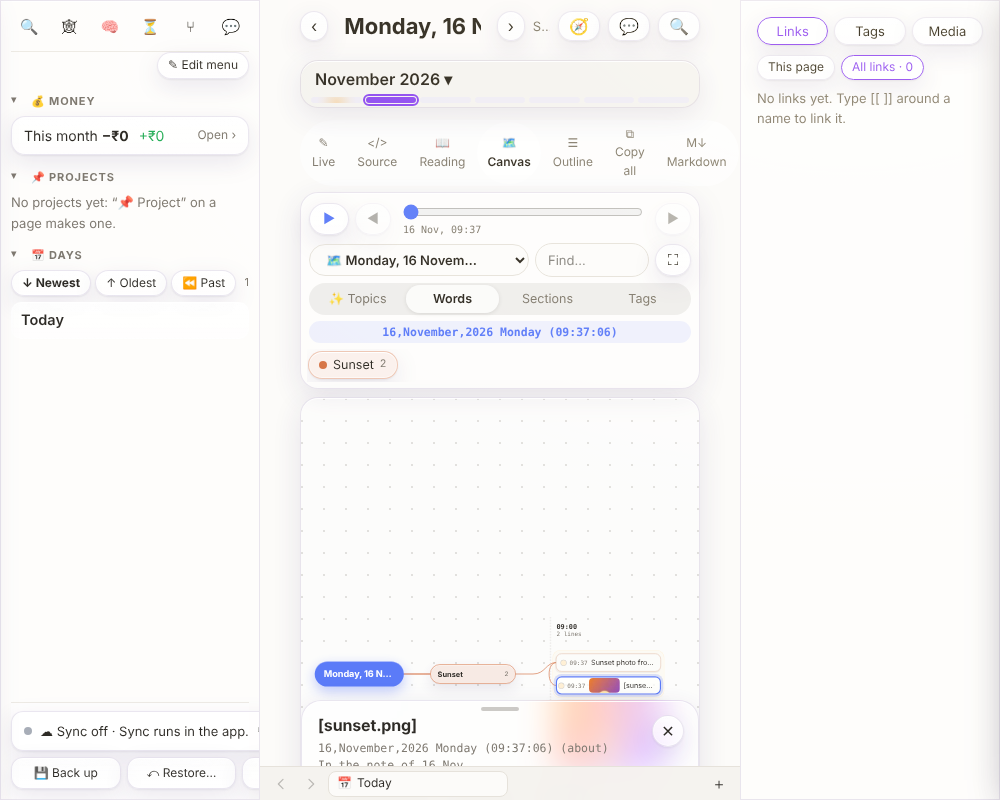 Edit menu
MONEY
This month −₹0 +₹0 Open ›
PROJECTS
No projects yet: “📌 Project” on a
page makes one.
DAYS
↓ Newest ↑ Oldest ⏪ Past 1
Today
Sync off · Sync runs in the app.
Back up
Restore…
‹ Monday, 16 N › S..
November 2026 ▾
Live
</> Source
Reading
Canvas
Outline
Copy
all
M↓ Markdown
16 Nov, 09:37
Monday, 16 Novem...
Find...
✨ Topics Words Sections Tags
16,November,2026 Monday (09:37:06)
Sunset 2
09:00
2 lines
Monday, 16 N...
Sunset 2
09:37 Sunset photo fro...
09:37 [sunse...
[sunset.png]
16,November,2026 Monday (09:37:06) (about)
In the note of 16 Nov
Today
+
Links Tags Media
This page All links · 0
No links yet. Type [[ ]] around a
name to link it.